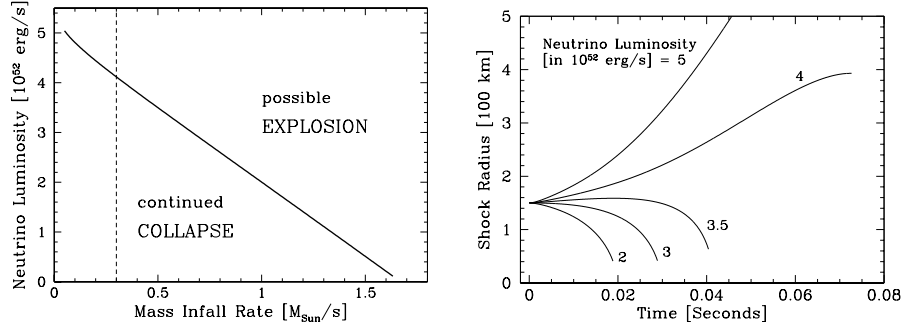 Neutrino Luminosity [10⁵² erg/s]
5
4
3
2
1
0
possible
EXPLOSION
continued
COLLAPSE
0
0.5
1
1.5
Mass Infall Rate [M_Sun/s]
Shock Radius [100 km]
5
4
3
2
1
0
Neutrino Luminosity
[in 10⁵² erg/s] = 5
4
3.5
3
2
0
0.02
0.04
0.06
0.08
Time [Seconds]